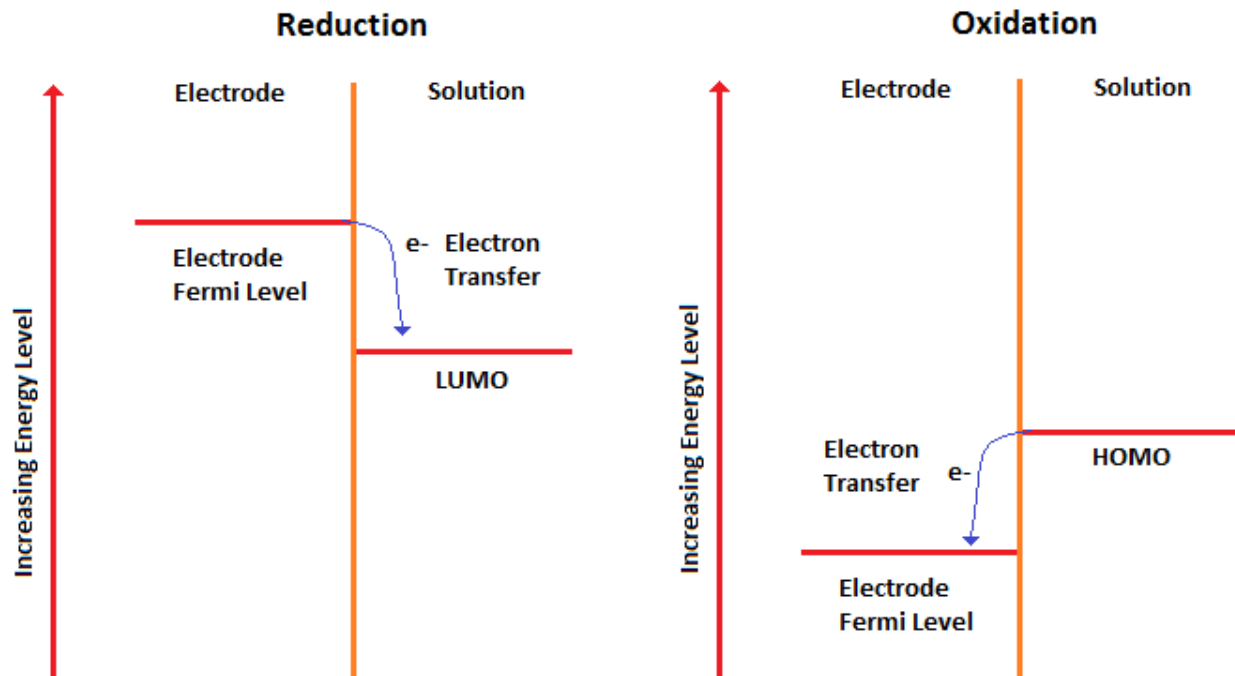 Reduction
Electrode
Solution
Electrode
Fermi Level
e- Electron
Transfer
LUMO
Increasing Energy Level
Oxidation
Electrode
Solution
Electron
Transfer
e-
HOMO
Electrode
Fermi Level
Increasing Energy Level